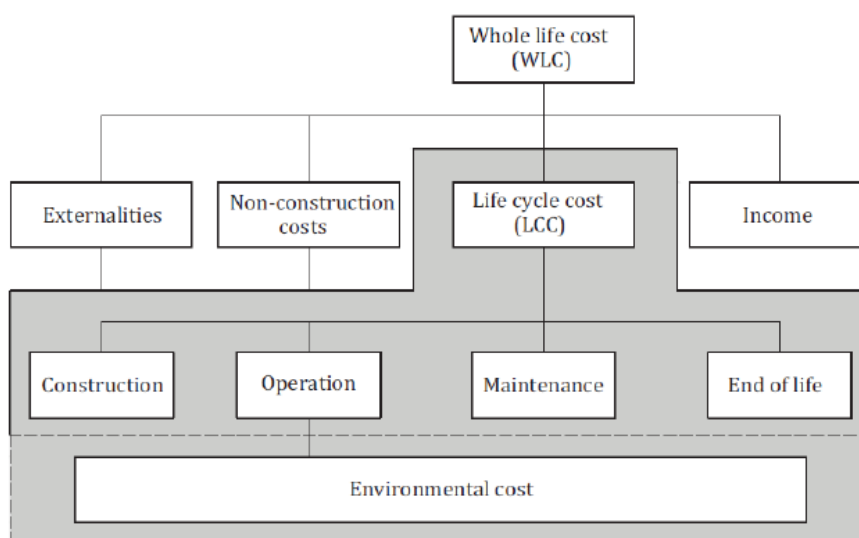 Whole life cost
(WLC)
Externalities
Non-construction
costs
Life cycle cost
(LCC)
Income
Construction
Operation
Maintenance
End of life
Environmental cost